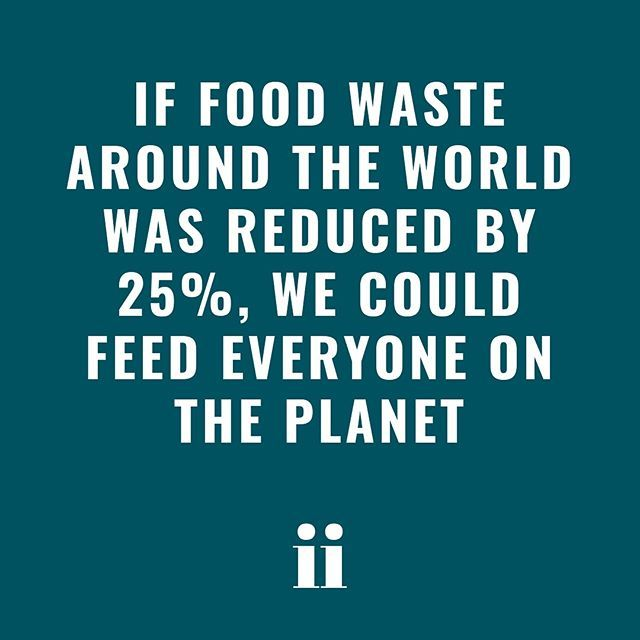 IF FOOD WASTE
AROUND THE WORLD
WAS REDUCED BY
25%, WE COULD
FEED EVERYONE ON
THE PLANET
ii